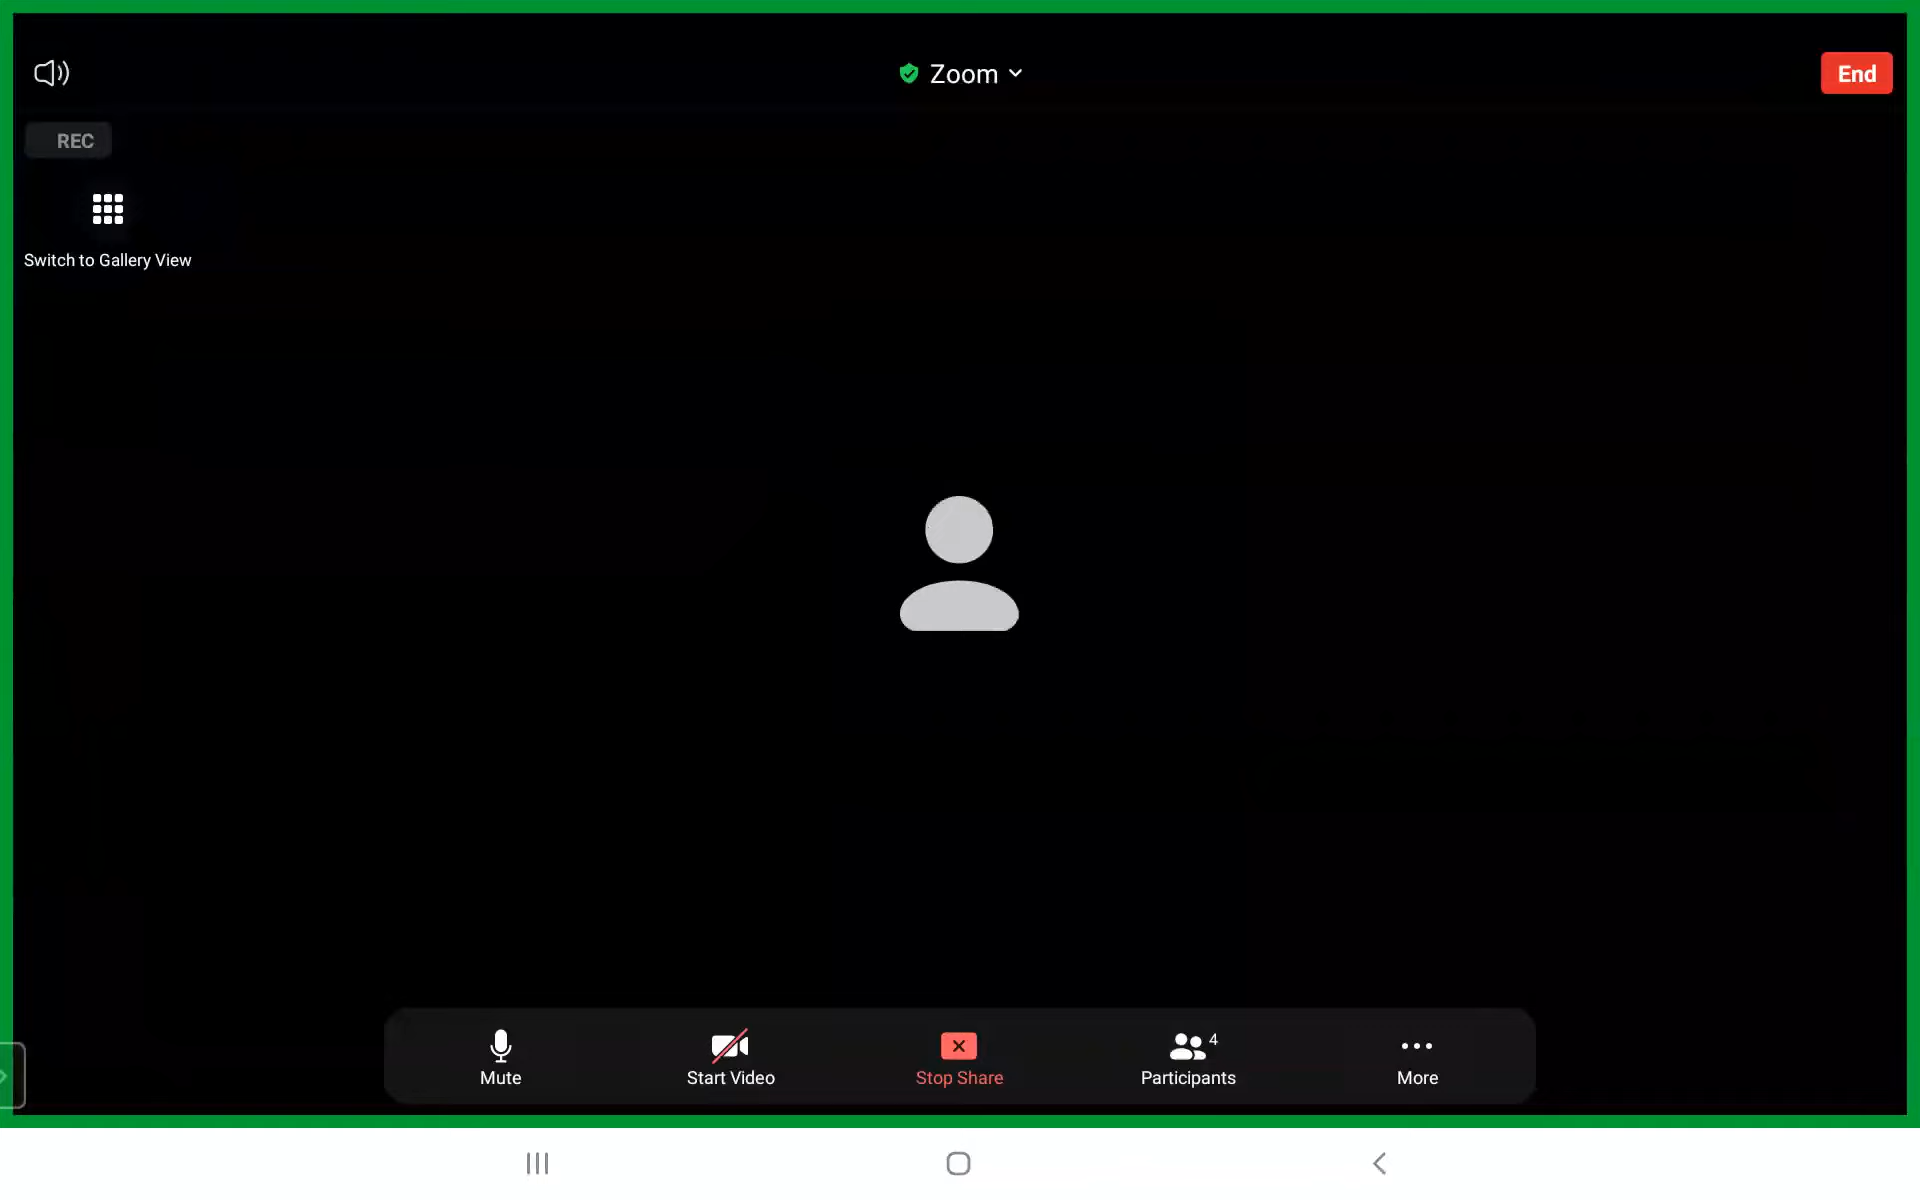 Zoom
End
REC
Switch to Gallery View
4
Mute
Start Video
Stop Share
Participants
More